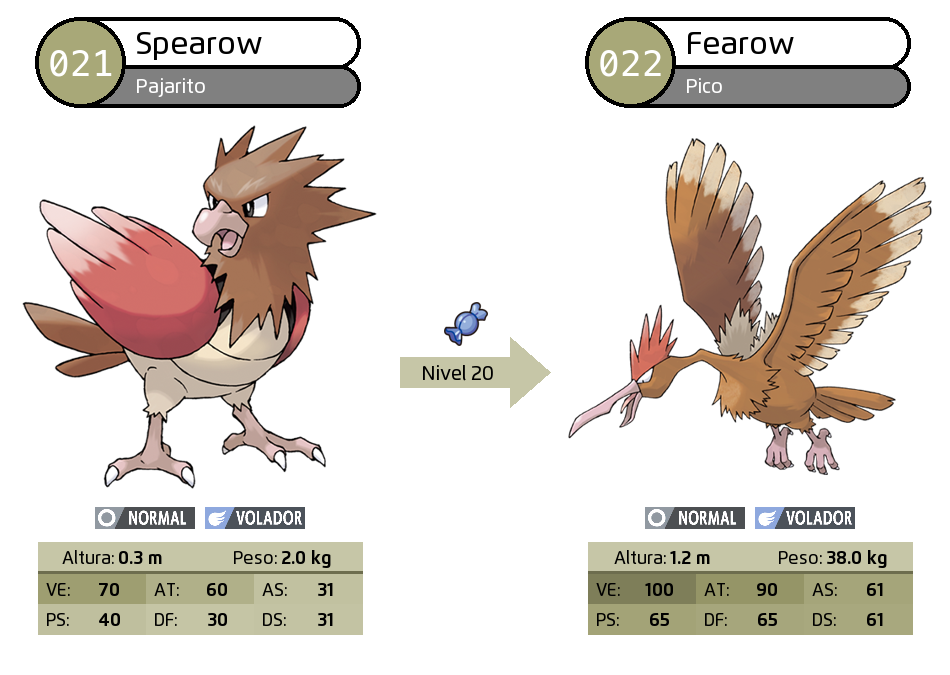 021
Spearow
Pajarito
022
Fearow
Pico
Nivel 20
NORMAL VOLADOR
Altura: 0.3 m Peso: 2.0 kg
VE: 70 AT: 60 AS: 31
PS: 40 DF: 30 DS: 31
NORMAL VOLADOR
Altura: 1.2 m Peso: 38.0 kg
VE: 100 AT: 90 AS: 61
PS: 65 DF: 65 DS: 61